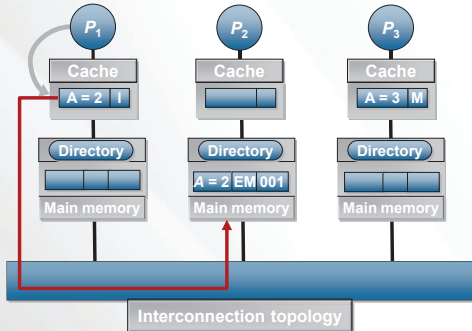 P1 P2 P3
Cache Cache Cache
A = 2 I A = 3 M
Directory Directory Directory
A = 2 EM 001
Main memory Main memory Main memory
Interconnection topology